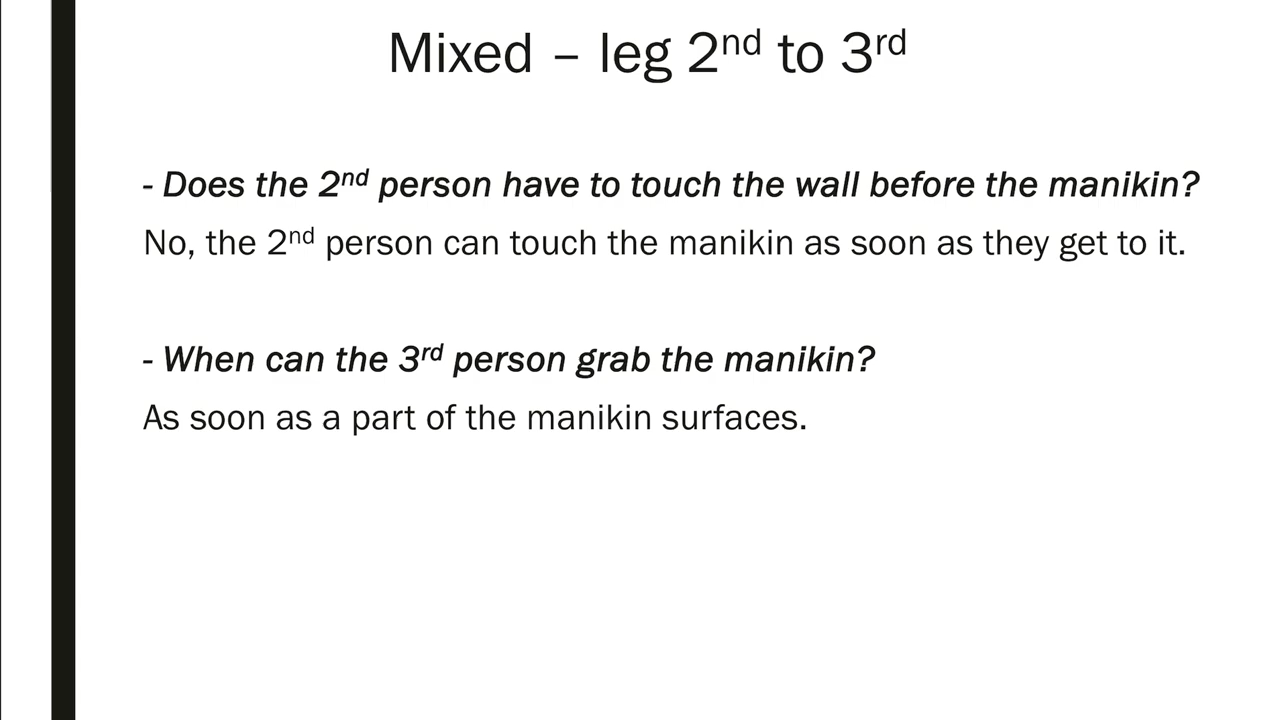 Mixed – leg 2nd to 3rd
- Does the 2nd person have to touch the wall before the manikin?
No, the 2nd person can touch the manikin as soon as they get to it.
- When can the 3rd person grab the manikin?
As soon as a part of the manikin surfaces.